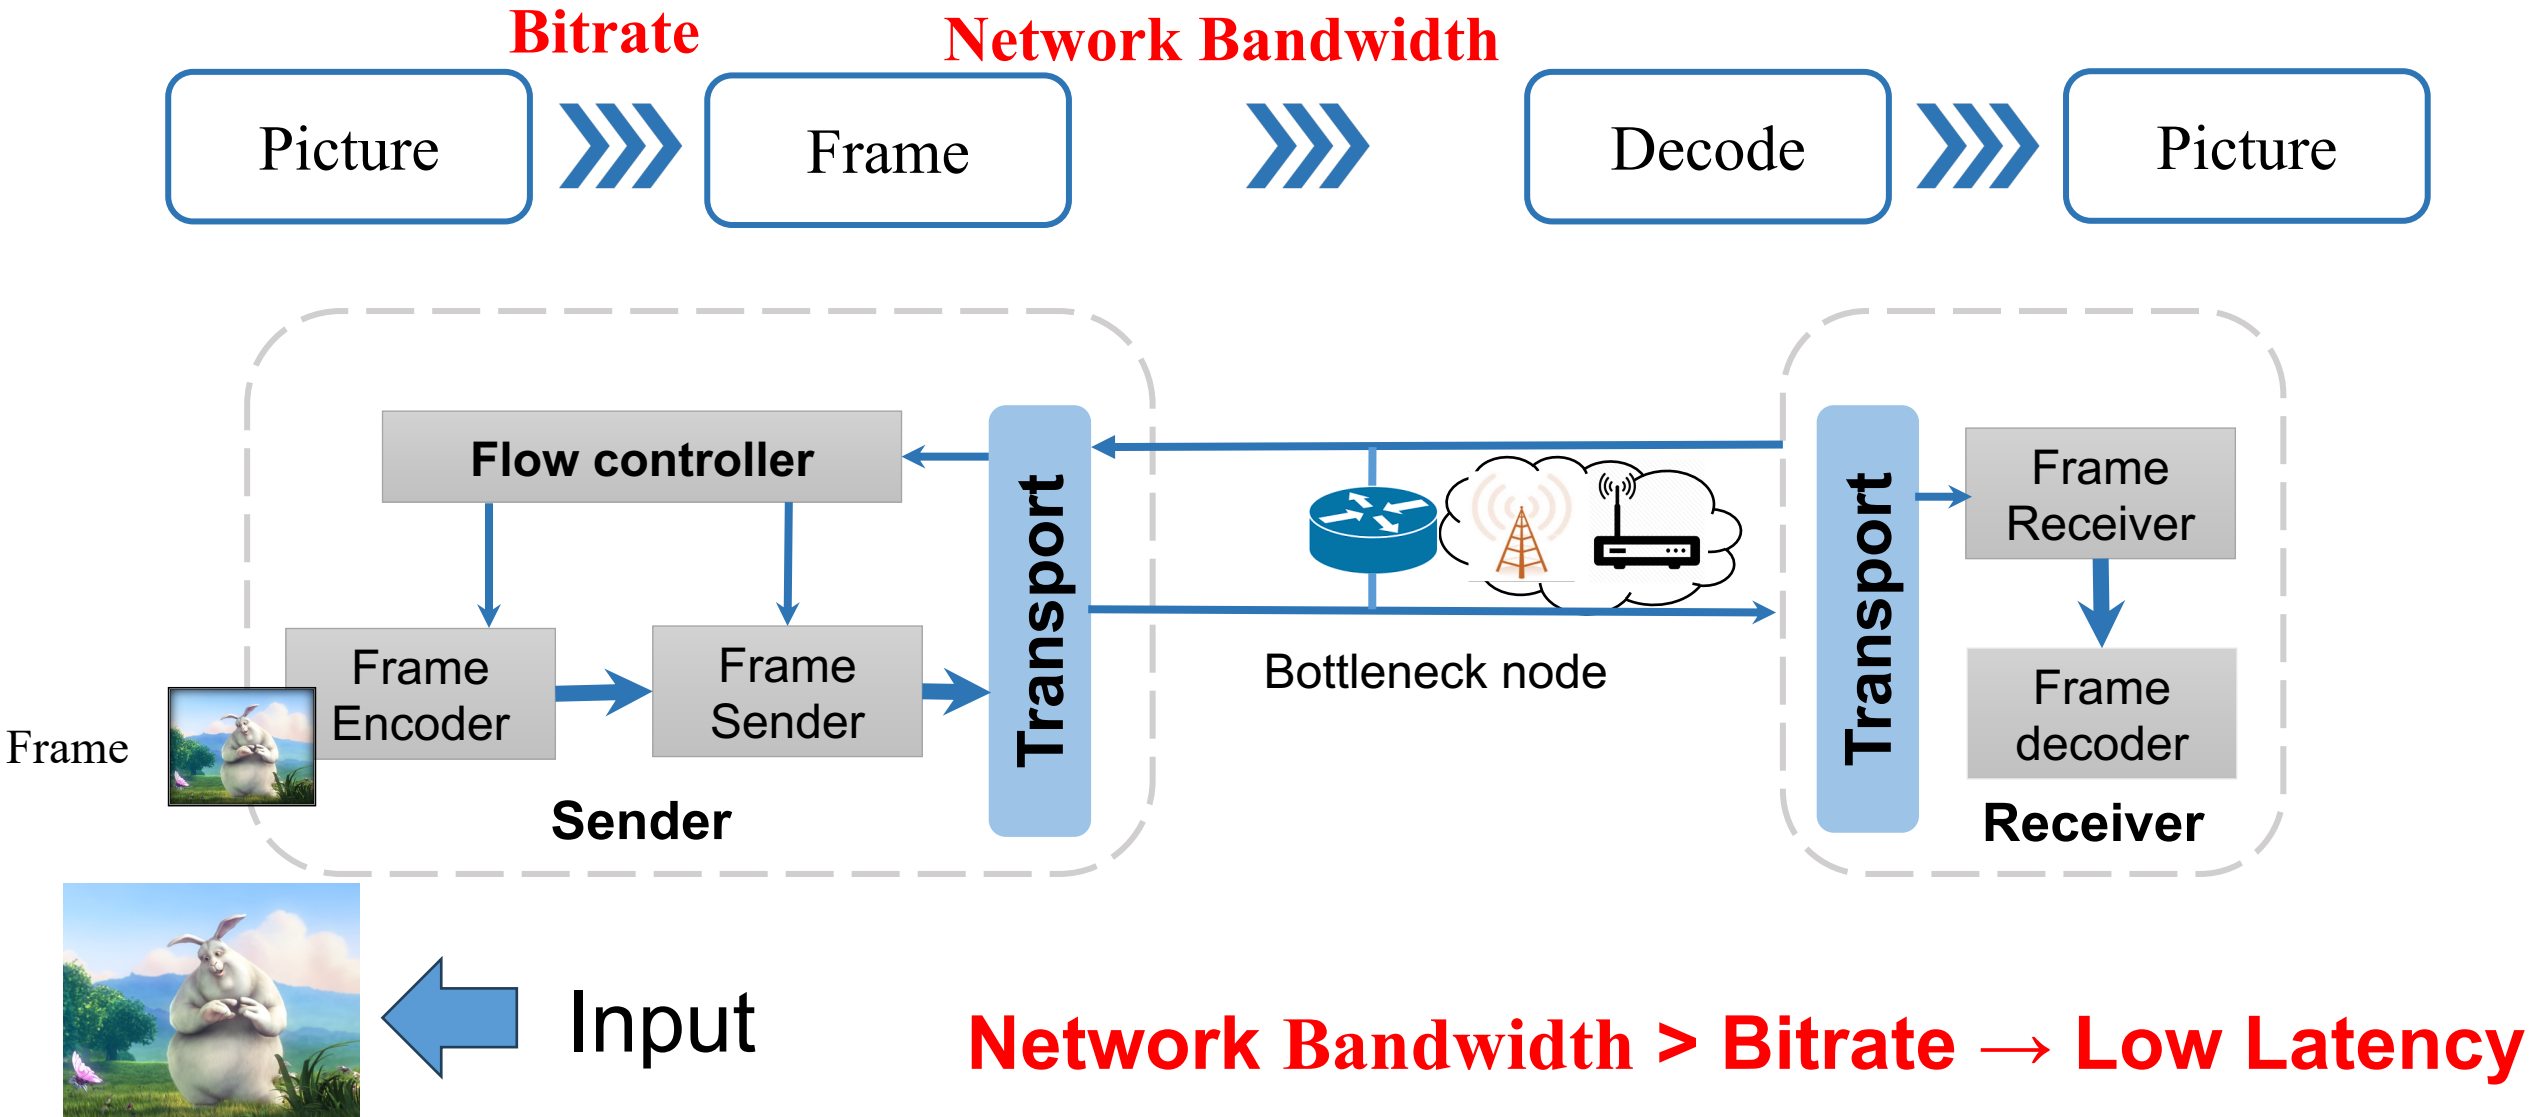 Bitrate
Network Bandwidth
Picture
Frame
Decode
Picture
Flow controller
Transport
Frame
Encoder
Frame
Sender
Frame
Sender
Bottleneck node
Transport
Frame
Receiver
Frame
decoder
Receiver
Input
Network Bandwidth > Bitrate → Low Latency